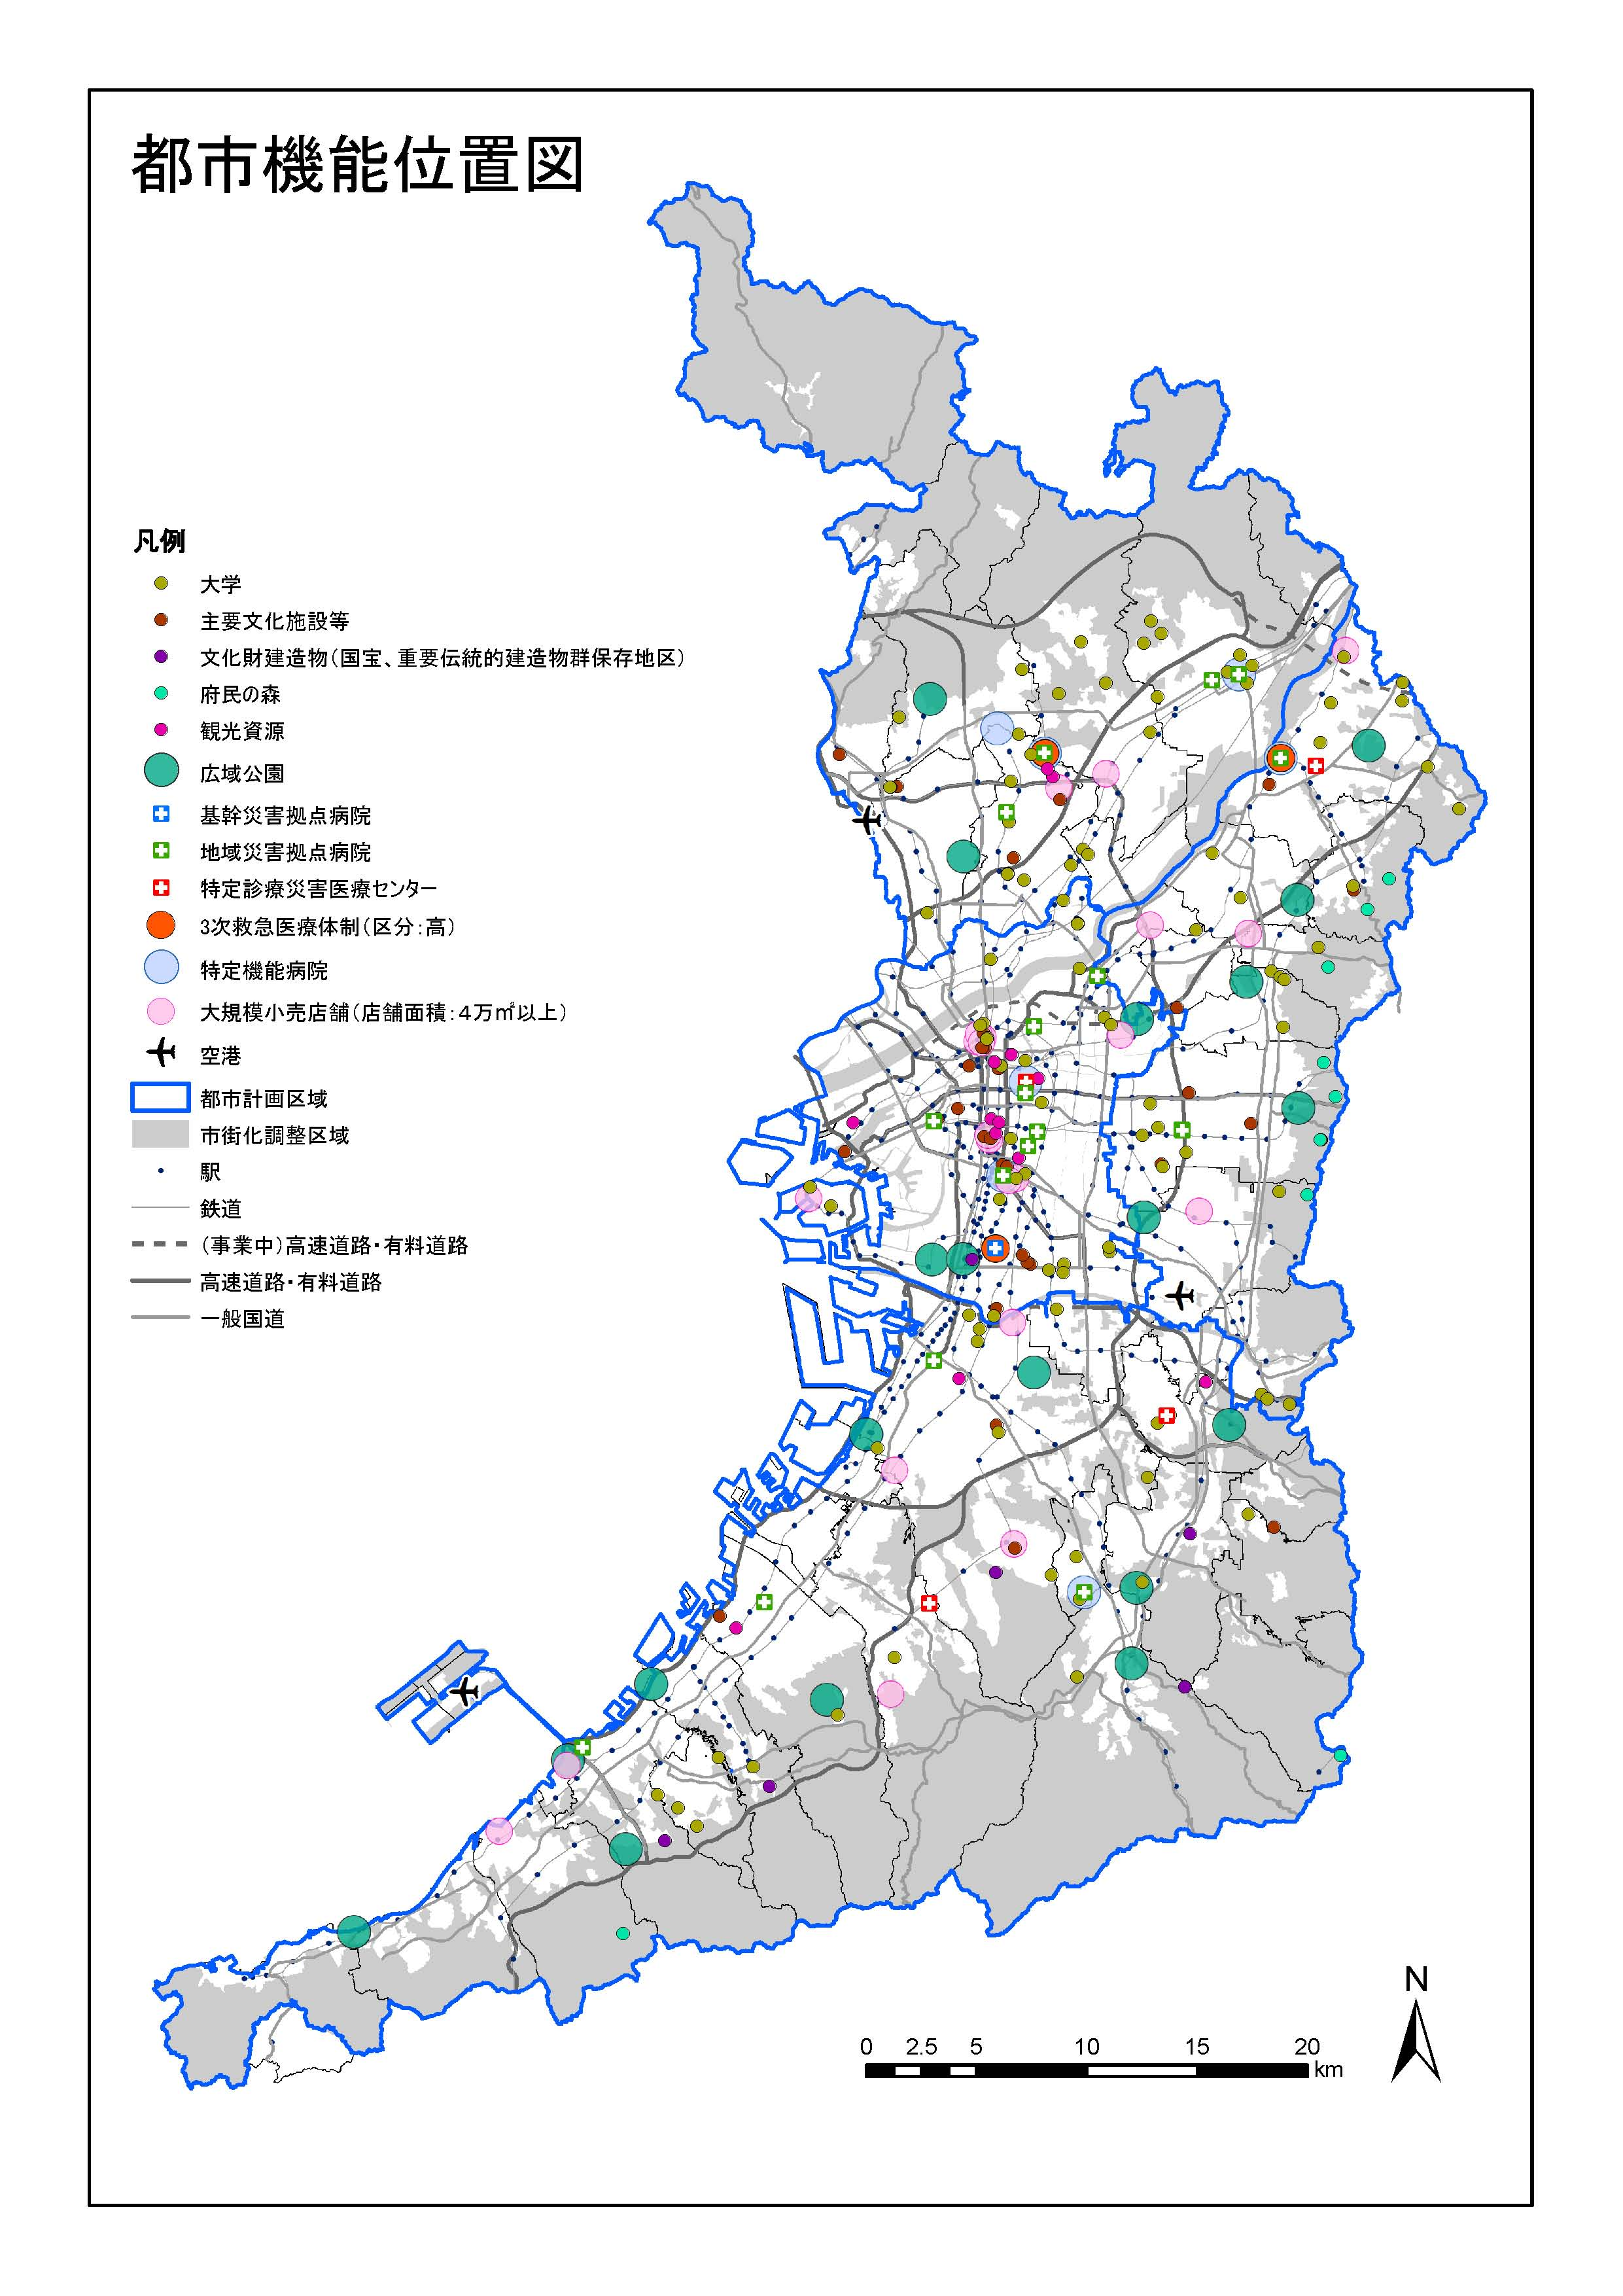 都市機能位置図
凡例
大学
主要文化施設等
文化財建造物(国宝、重要伝統的建造物群保存地区)
府民の森
観光資源
広域公園
基幹災害拠点病院
地域災害拠点病院
特定診療災害医療センター
3次救急医療体制(区分:高)
特定機能病院
大規模小売店舗(店舗面積:4万㎡以上)
空港
都市計画区域
市街化調整区域
駅
鉄道
(事業中)高速道路・有料道路
高速道路・有料道路
一般国道
N
0 2.5 5 10 15 20
km